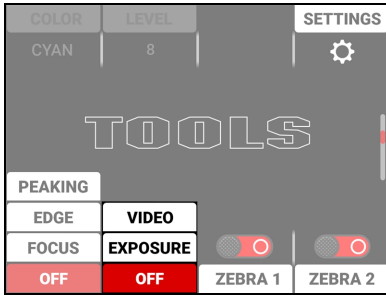 COLOR LEVEL SETTINGS
CYAN 8
TOOLS
PEAKING
EDGE VIDEO
FOCUS EXPOSURE
OFF OFF ZEBRA 1 ZEBRA 2